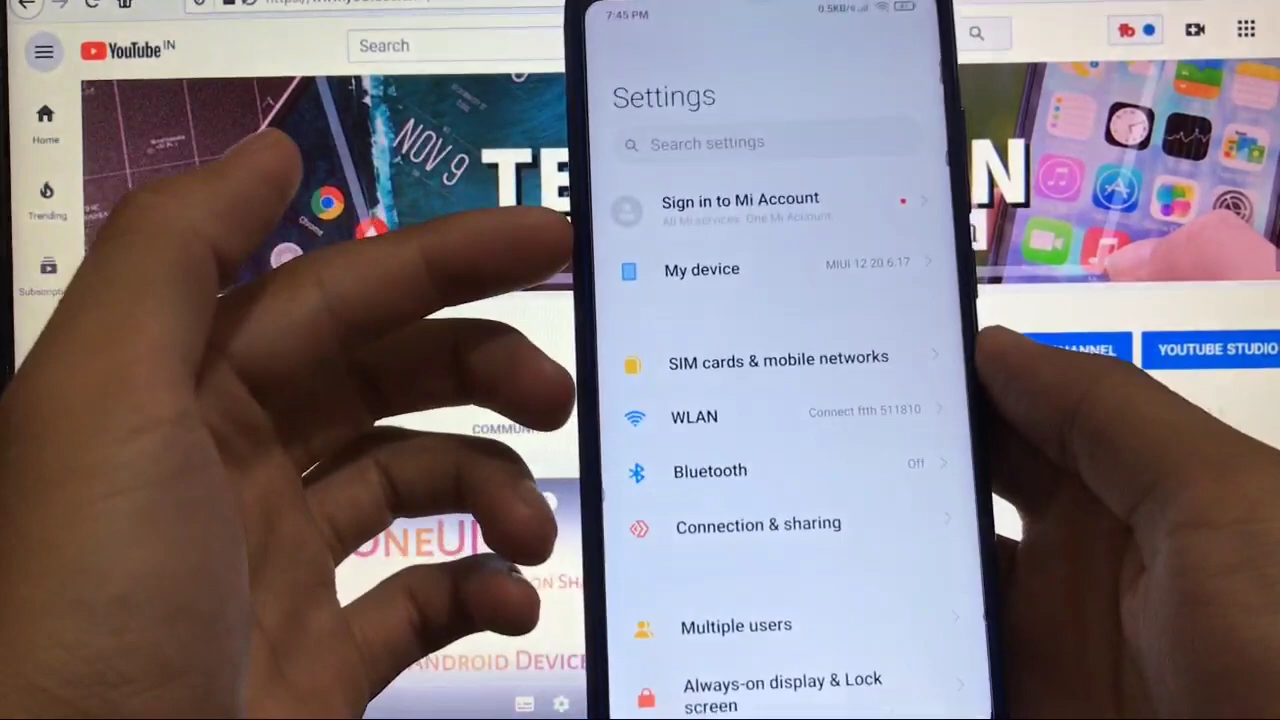 YouTube IN
Search
Home
Trending
NOV 9
Chrome
TE
N
CHANNEL
YOUTUBE STUDIO
ONEUI
ANDROID DEVICE
7:45 PM
0.5KB/s
Settings
Search settings
Sign in to Mi Account
All Mi services. One Mi Account.
My device
MIUI 12 20.6.17
SIM cards & mobile networks
WLAN
Connect ftth 511810
Bluetooth
Off
Connection & sharing
Multiple users
Always-on display & Lock
screen